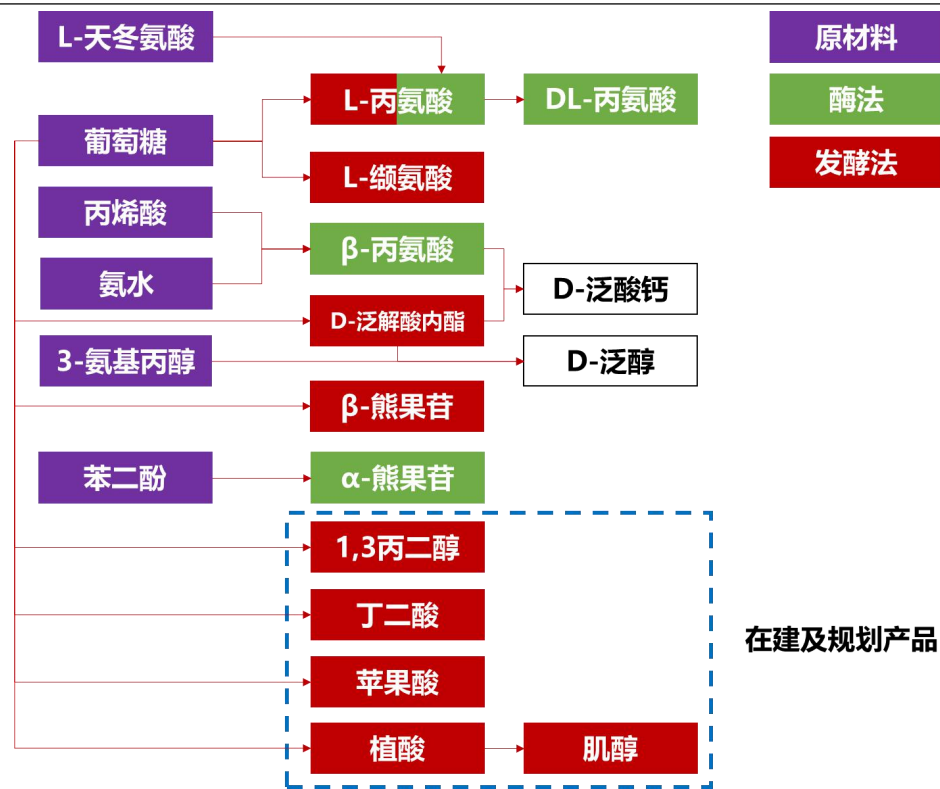 L-天冬氨酸
原材料
L-丙氨酸
DL-丙氨酸
酶法
葡萄糖
发酵法
L-缬氨酸
丙烯酸
β-丙氨酸
氨水
D-泛酸钙
D-泛解酸内酯
3-氨基丙醇
D-泛醇
β-熊果苷
苯二酚
α-熊果苷
1,3丙二醇
丁二酸
在建及规划产品
苹果酸
植酸
肌醇